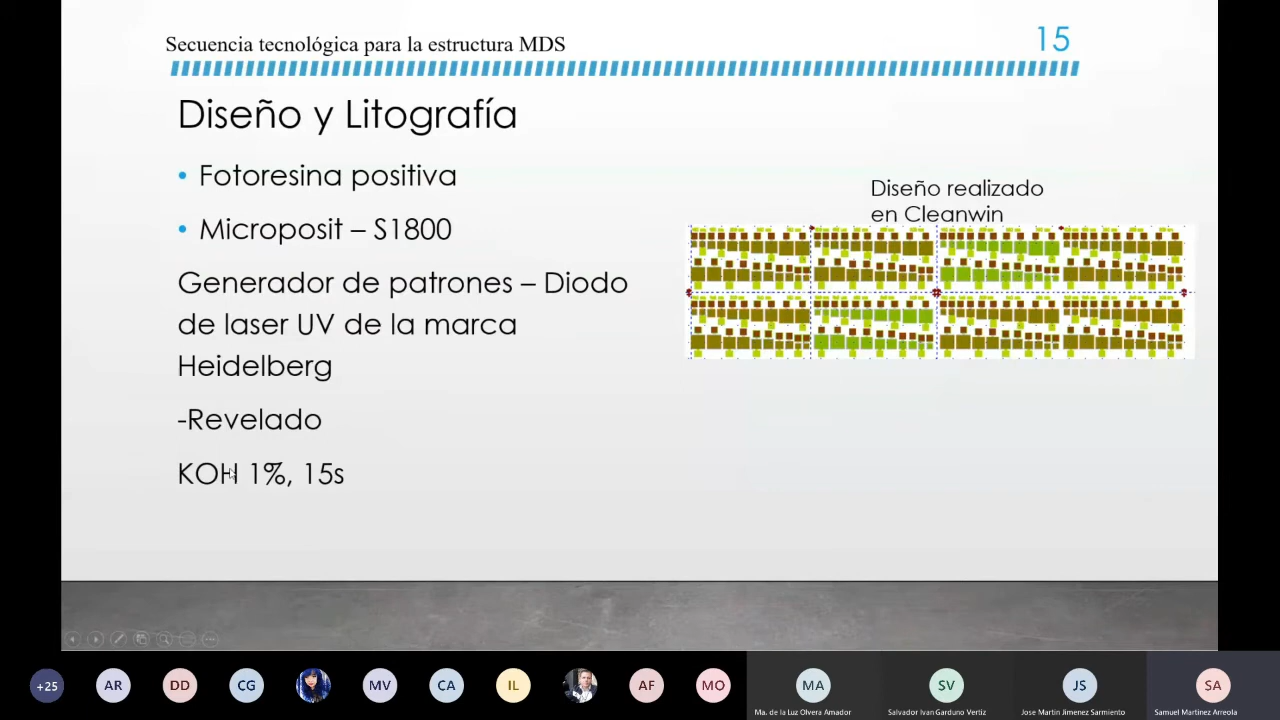 Secuencia tecnológica para la estructura MDS
15
Diseño y Litografía
• Fotoresina positiva
• Microposit – S1800
Generador de patrones – Diodo
de laser UV de la marca
Heidelberg
-Revelado
KOH 1%, 15s
Diseño realizado
en Cleanwin
+25
AR
DD
CG
MV
CA
IL
AF
MO
MA
SV
JS
SA
Ma. de la Luz Olvera Amador
Salvador Ivan Garduno Vertiz
Jose Martin Jimenez Sarmiento
Samuel Martinez Arreola